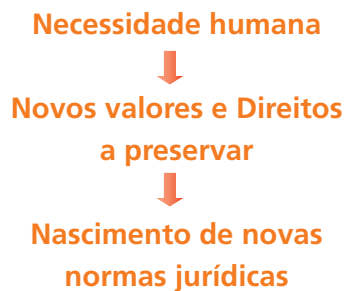 Necessidade humana
Novos valores e Direitos
a preservar
Nascimento de novas
normas jurídicas